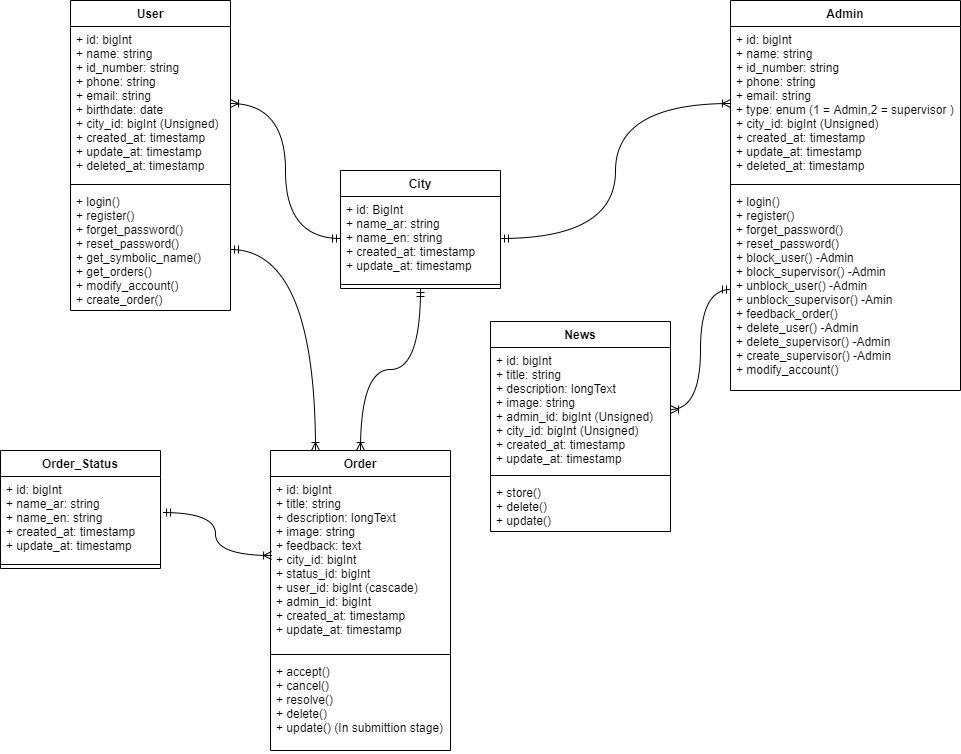 User
+ id: bigInt
+ name: string
+ id_number: string
+ phone: string
+ email: string
+ birthdate: date
+ city_id: bigInt (Unsigned)
+ created_at: timestamp
+ update_at: timestamp
+ deleted_at: timestamp
+ login()
+ register()
+ forget_password()
+ reset_password()
+ get_symbolic_name()
+ get_orders()
+ modify_account()
+ create_order()
Admin
+ id: bigInt
+ name: string
+ id_number: string
+ phone: string
+ email: string
+ type: enum (1 = Admin,2 = supervisor )
+ city_id: bigInt (Unsigned)
+ created_at: timestamp
+ update_at: timestamp
+ deleted_at: timestamp
+ login()
+ register()
+ forget_password()
+ reset_password()
+ block_user() -Admin
+ block_supervisor() -Admin
+ unblock_user() -Admin
+ unblock_supervisor() -Amin
+ feedback_order()
+ delete_user() -Admin
+ delete_supervisor() -Admin
+ create_supervisor() -Admin
+ modify_account()
City
+ id: BigInt
+ name_ar: string
+ name_en: string
+ created_at: timestamp
+ update_at: timestamp
News
+ id: bigInt
+ title: string
+ description: longText
+ image: string
+ admin_id: bigInt (Unsigned)
+ city_id: bigInt (Unsigned)
+ created_at: timestamp
+ update_at: timestamp
+ store()
+ delete()
+ update()
Order_Status
+ id: bigInt
+ name_ar: string
+ name_en: string
+ created_at: timestamp
+ update_at: timestamp
Order
+ id: bigInt
+ title: string
+ description: longText
+ image: string
+ feedback: text
+ city_id: bigInt
+ status_id: bigInt
+ user_id: bigInt (cascade)
+ admin_id: bigInt
+ created_at: timestamp
+ update_at: timestamp
+ accept()
+ cancel()
+ resolve()
+ delete()
+ update() (In submittion stage)